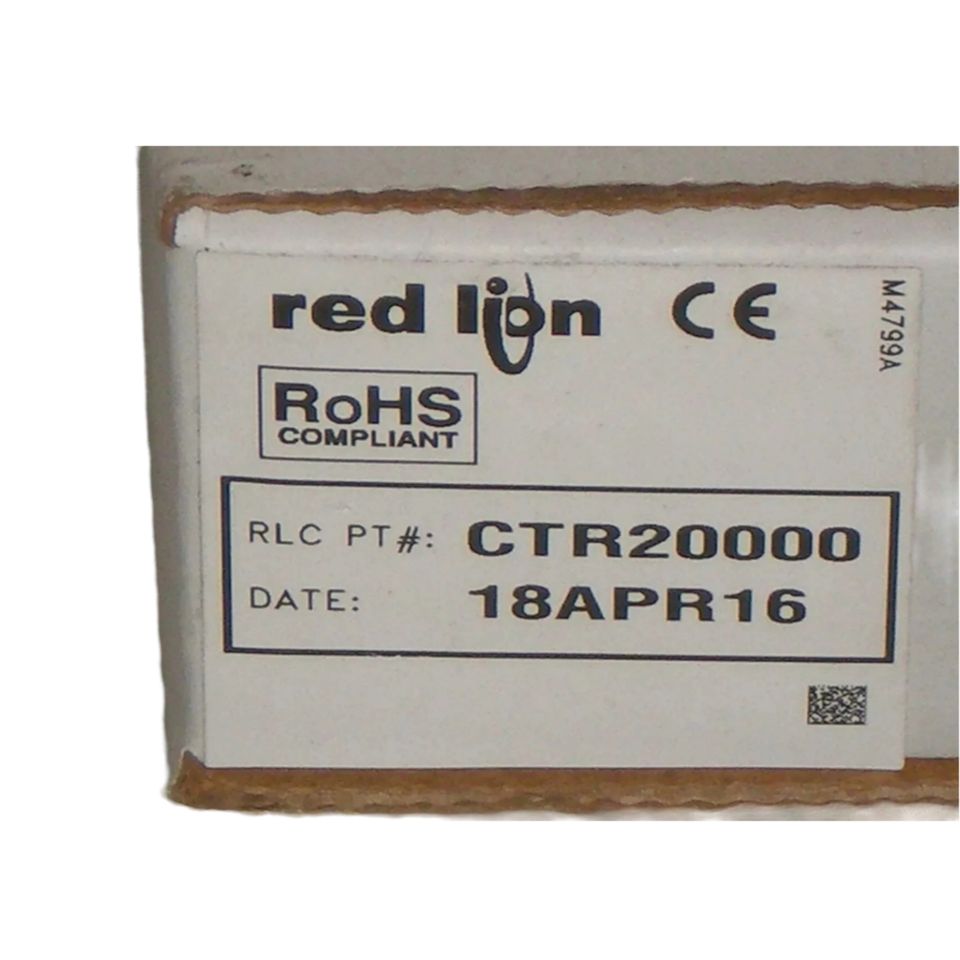 red lion CE
M4799A
RoHS
COMPLIANT
RLC PT#: CTR20000
DATE: 18APR16